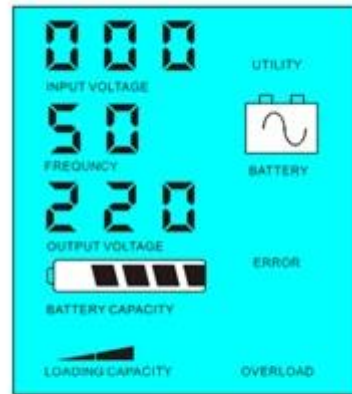 000
INPUT VOLTAGE
UTILITY
50
FREQUNCY
BATTERY
220
OUTPUT VOLTAGE
ERROR
BATTERY CAPACITY
LOADING CAPACITY
OVERLOAD